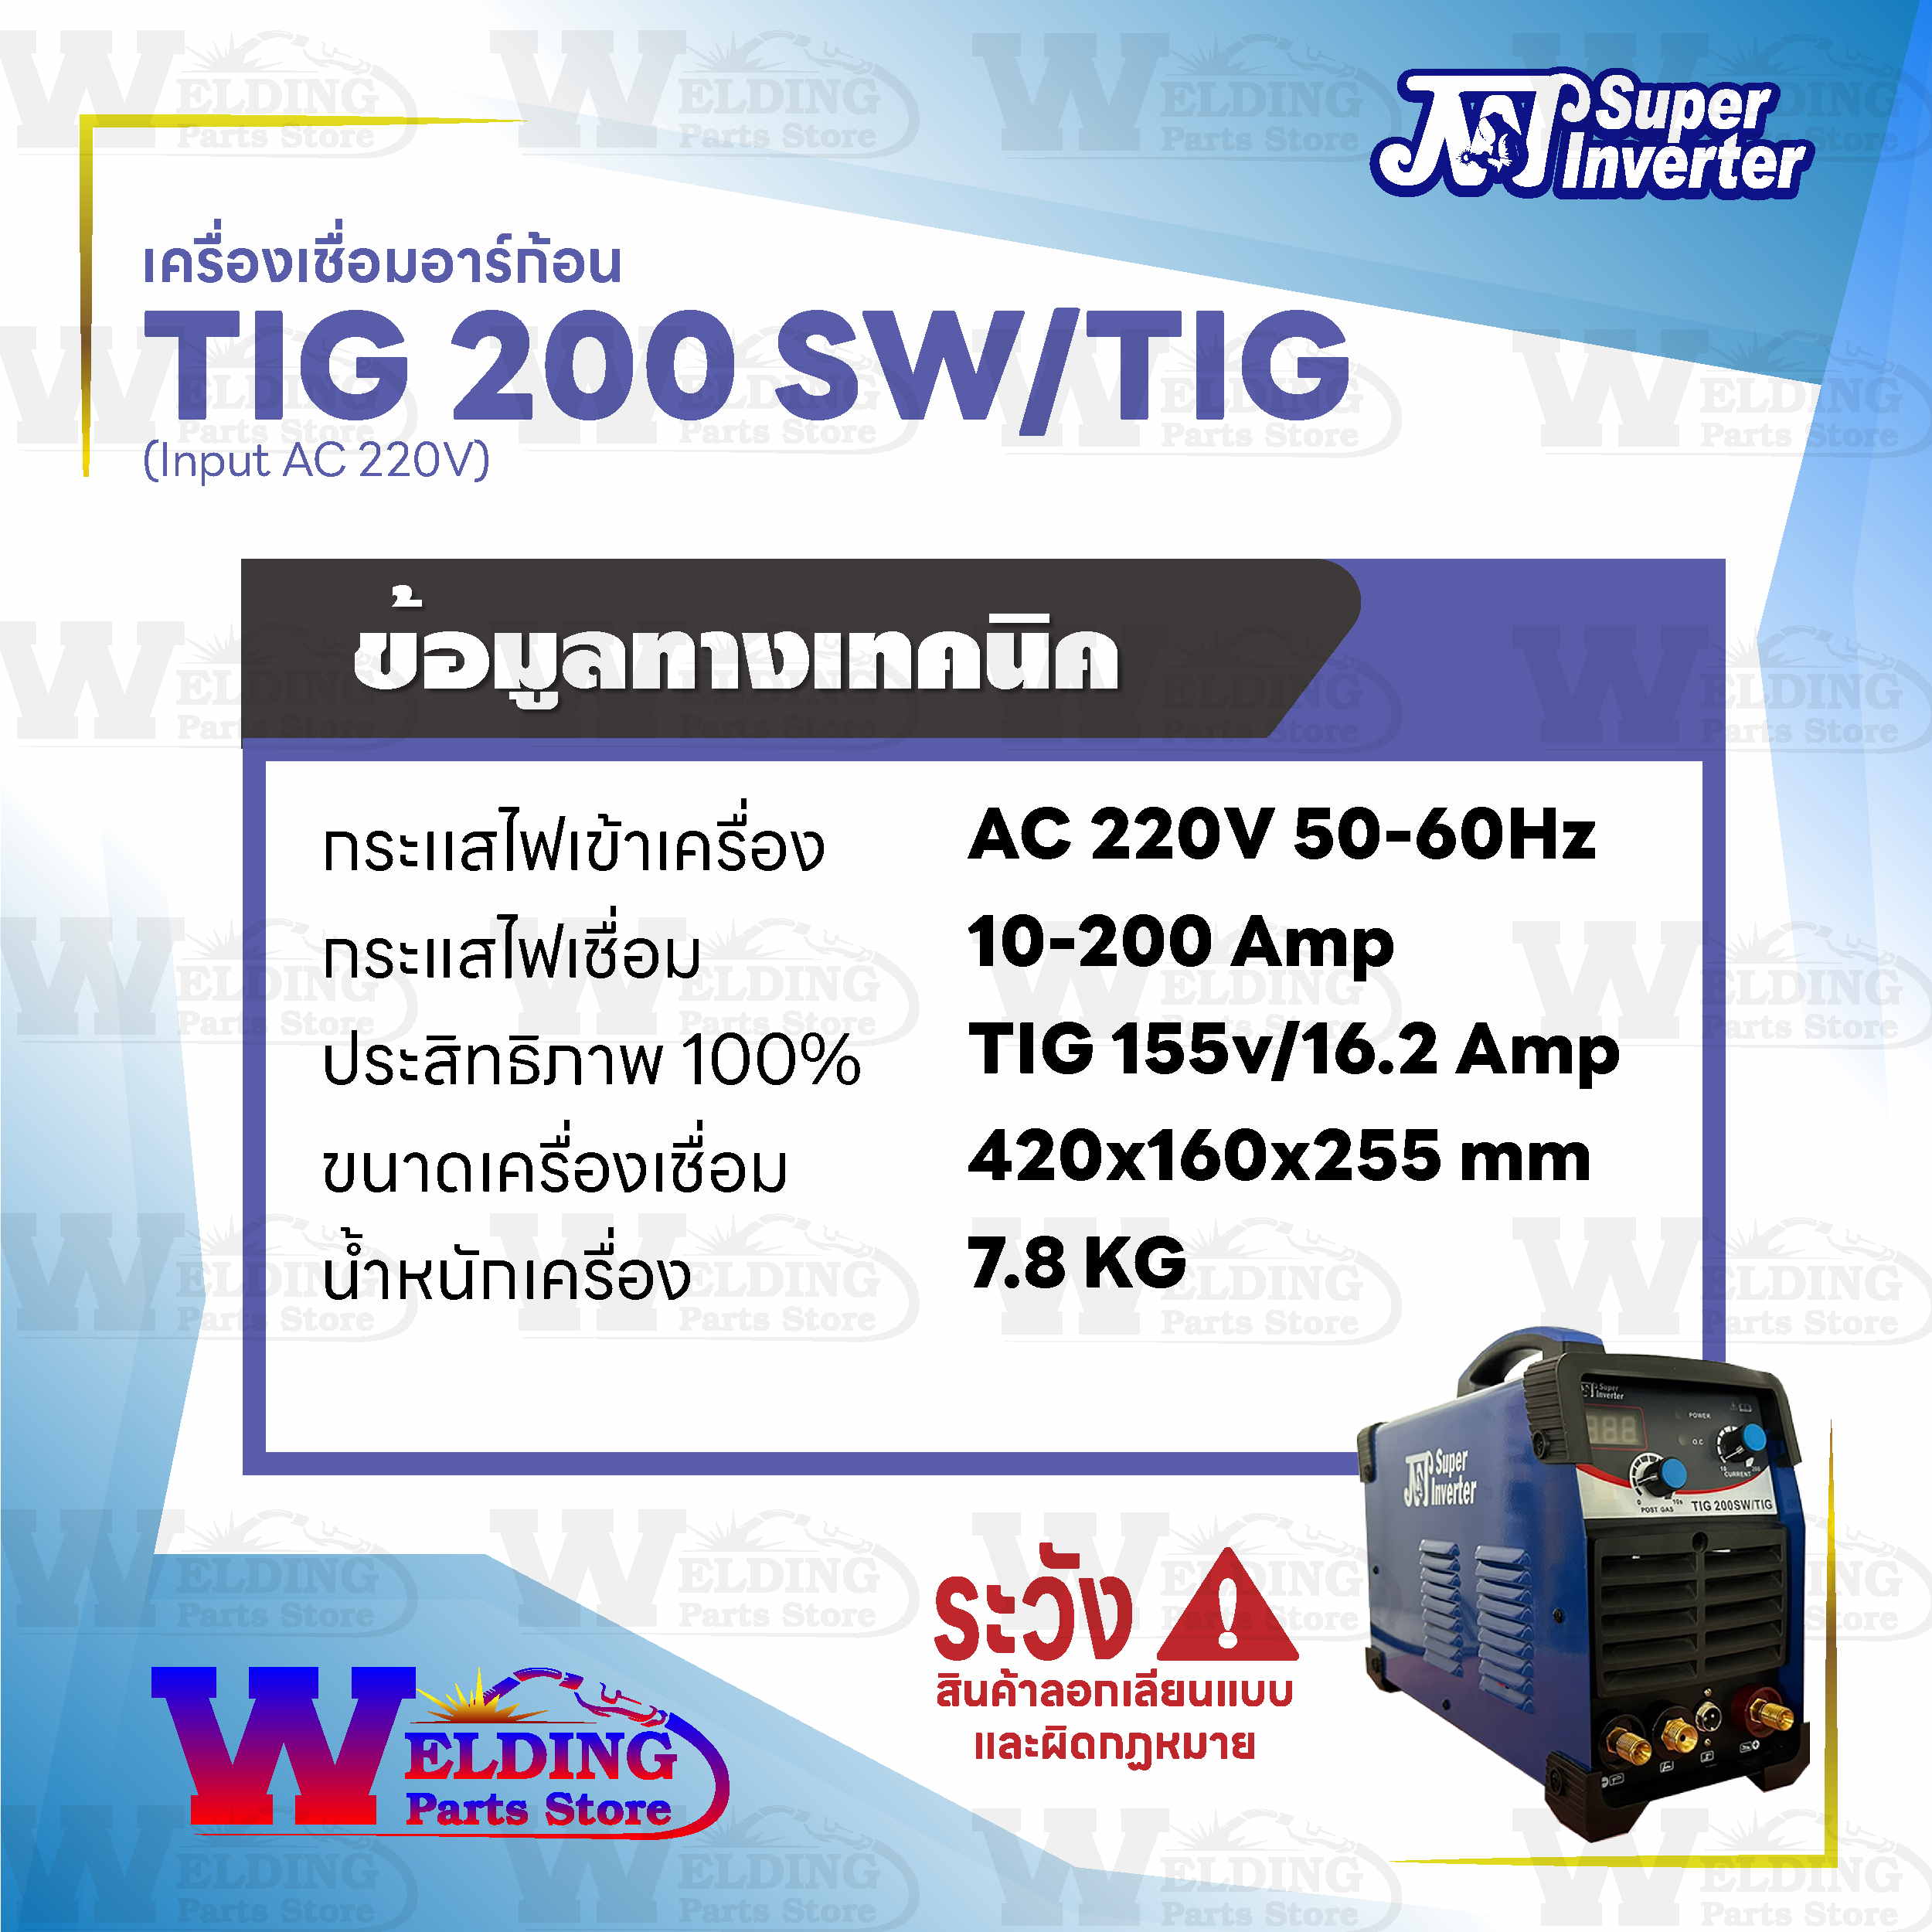 JNP Super
Inverter
เครื่องเชื่อมอาร์ก้อน
TIG 200 SW/TIG
(Input AC 220V)
ข้อมูลทางเทคนิค
กระแสไฟเข้าเครื่อง AC 220V 50-60Hz
กระแสไฟเชื่อม 10-200 Amp
ประสิทธิภาพ 100% TIG 155v/16.2 Amp
ขนาดเครื่องเชื่อม 420x160x255 mm
น้ำหนักเครื่อง 7.8 KG
Super
Inverter
POWER
O.C
10 200
CURRENT
0 10s
POST GAS
TIG 200SW/TIG
Super
Inverter
ระวัง
สินค้าลอกเลียนแบบ
และผิดกฎหมาย
WELDING
Parts Store